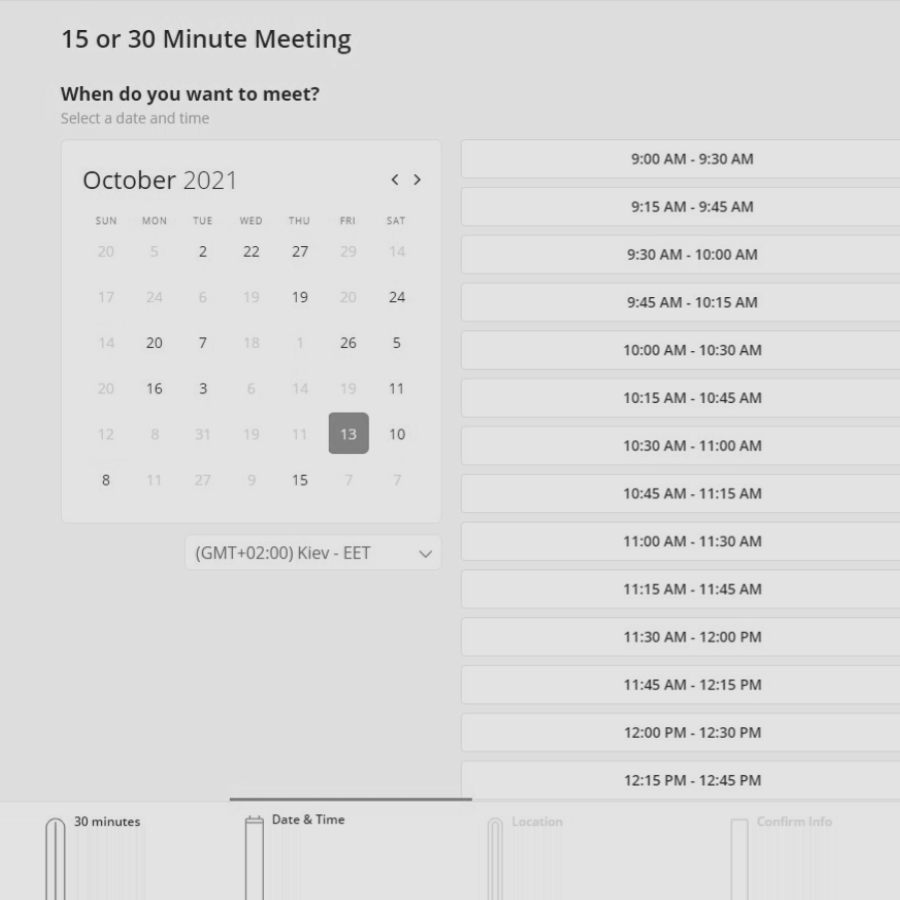 15 or 30 Minute Meeting
When do you want to meet?
Select a date and time
October 2021
SUN MON TUE WED THU FRI SAT
20 5 2 22 27 29 14
17 24 6 19 19 20 24
14 20 7 18 1 26 5
20 16 3 6 14 19 11
12 8 31 19 11 13 10
8 11 27 9 15 7 7
(GMT+02:00) Kiev - EET
9:00 AM - 9:30 AM
9:15 AM - 9:45 AM
9:30 AM - 10:00 AM
9:45 AM - 10:15 AM
10:00 AM - 10:30 AM
10:15 AM - 10:45 AM
10:30 AM - 11:00 AM
10:45 AM - 11:15 AM
11:00 AM - 11:30 AM
11:15 AM - 11:45 AM
11:30 AM - 12:00 PM
11:45 AM - 12:15 PM
12:00 PM - 12:30 PM
12:15 PM - 12:45 PM
30 minutes
Date & Time
Location
Confirm Info